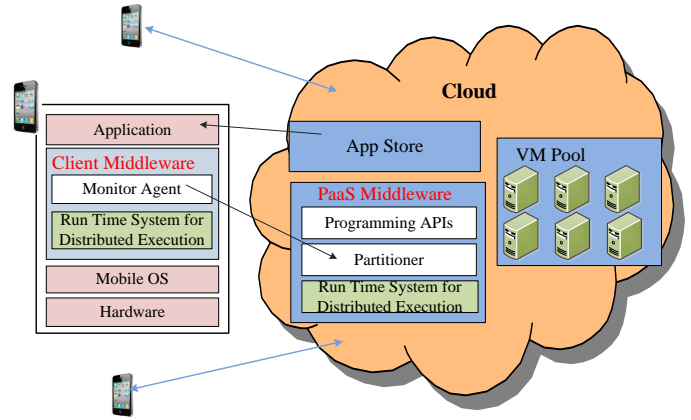 Cloud
Application
App Store
VM Pool
Client Middleware
Monitor Agent
Run Time System for
Distributed Execution
Mobile OS
Hardware
PaaS Middleware
Programming APIs
Partitioner
Run Time System for
Distributed Execution